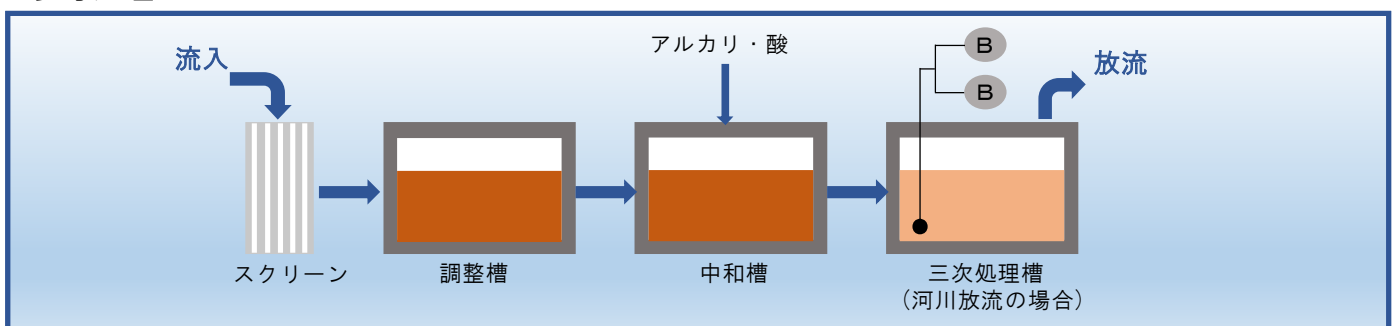 アルカリ・酸
B
流入
放流
B
スクリーン
調整槽
中和槽
三次処理槽
（河川放流の場合）